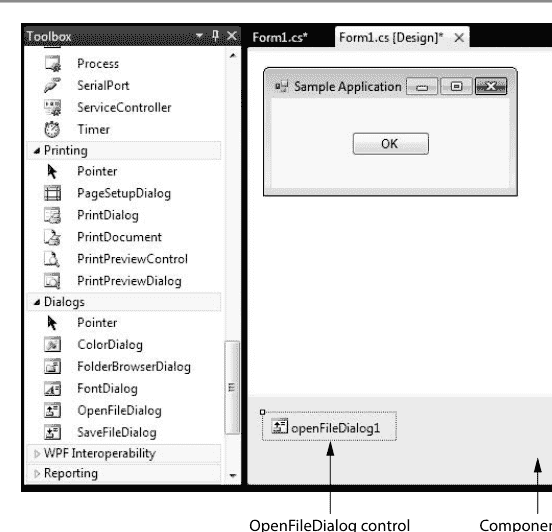 Toolbox
Process
SerialPort
ServiceController
Timer
Printing
Pointer
PageSetupDialog
PrintDialog
PrintDocument
PrintPreviewControl
PrintPreviewDialog
Dialogs
Pointer
ColorDialog
FolderBrowserDialog
FontDialog
OpenFileDialog
SaveFileDialog
WPF Interoperability
Reporting
Form1.cs* Form1.cs [Design]*
Sample Application
OK
openFileDialog1
OpenFileDialog control Componen